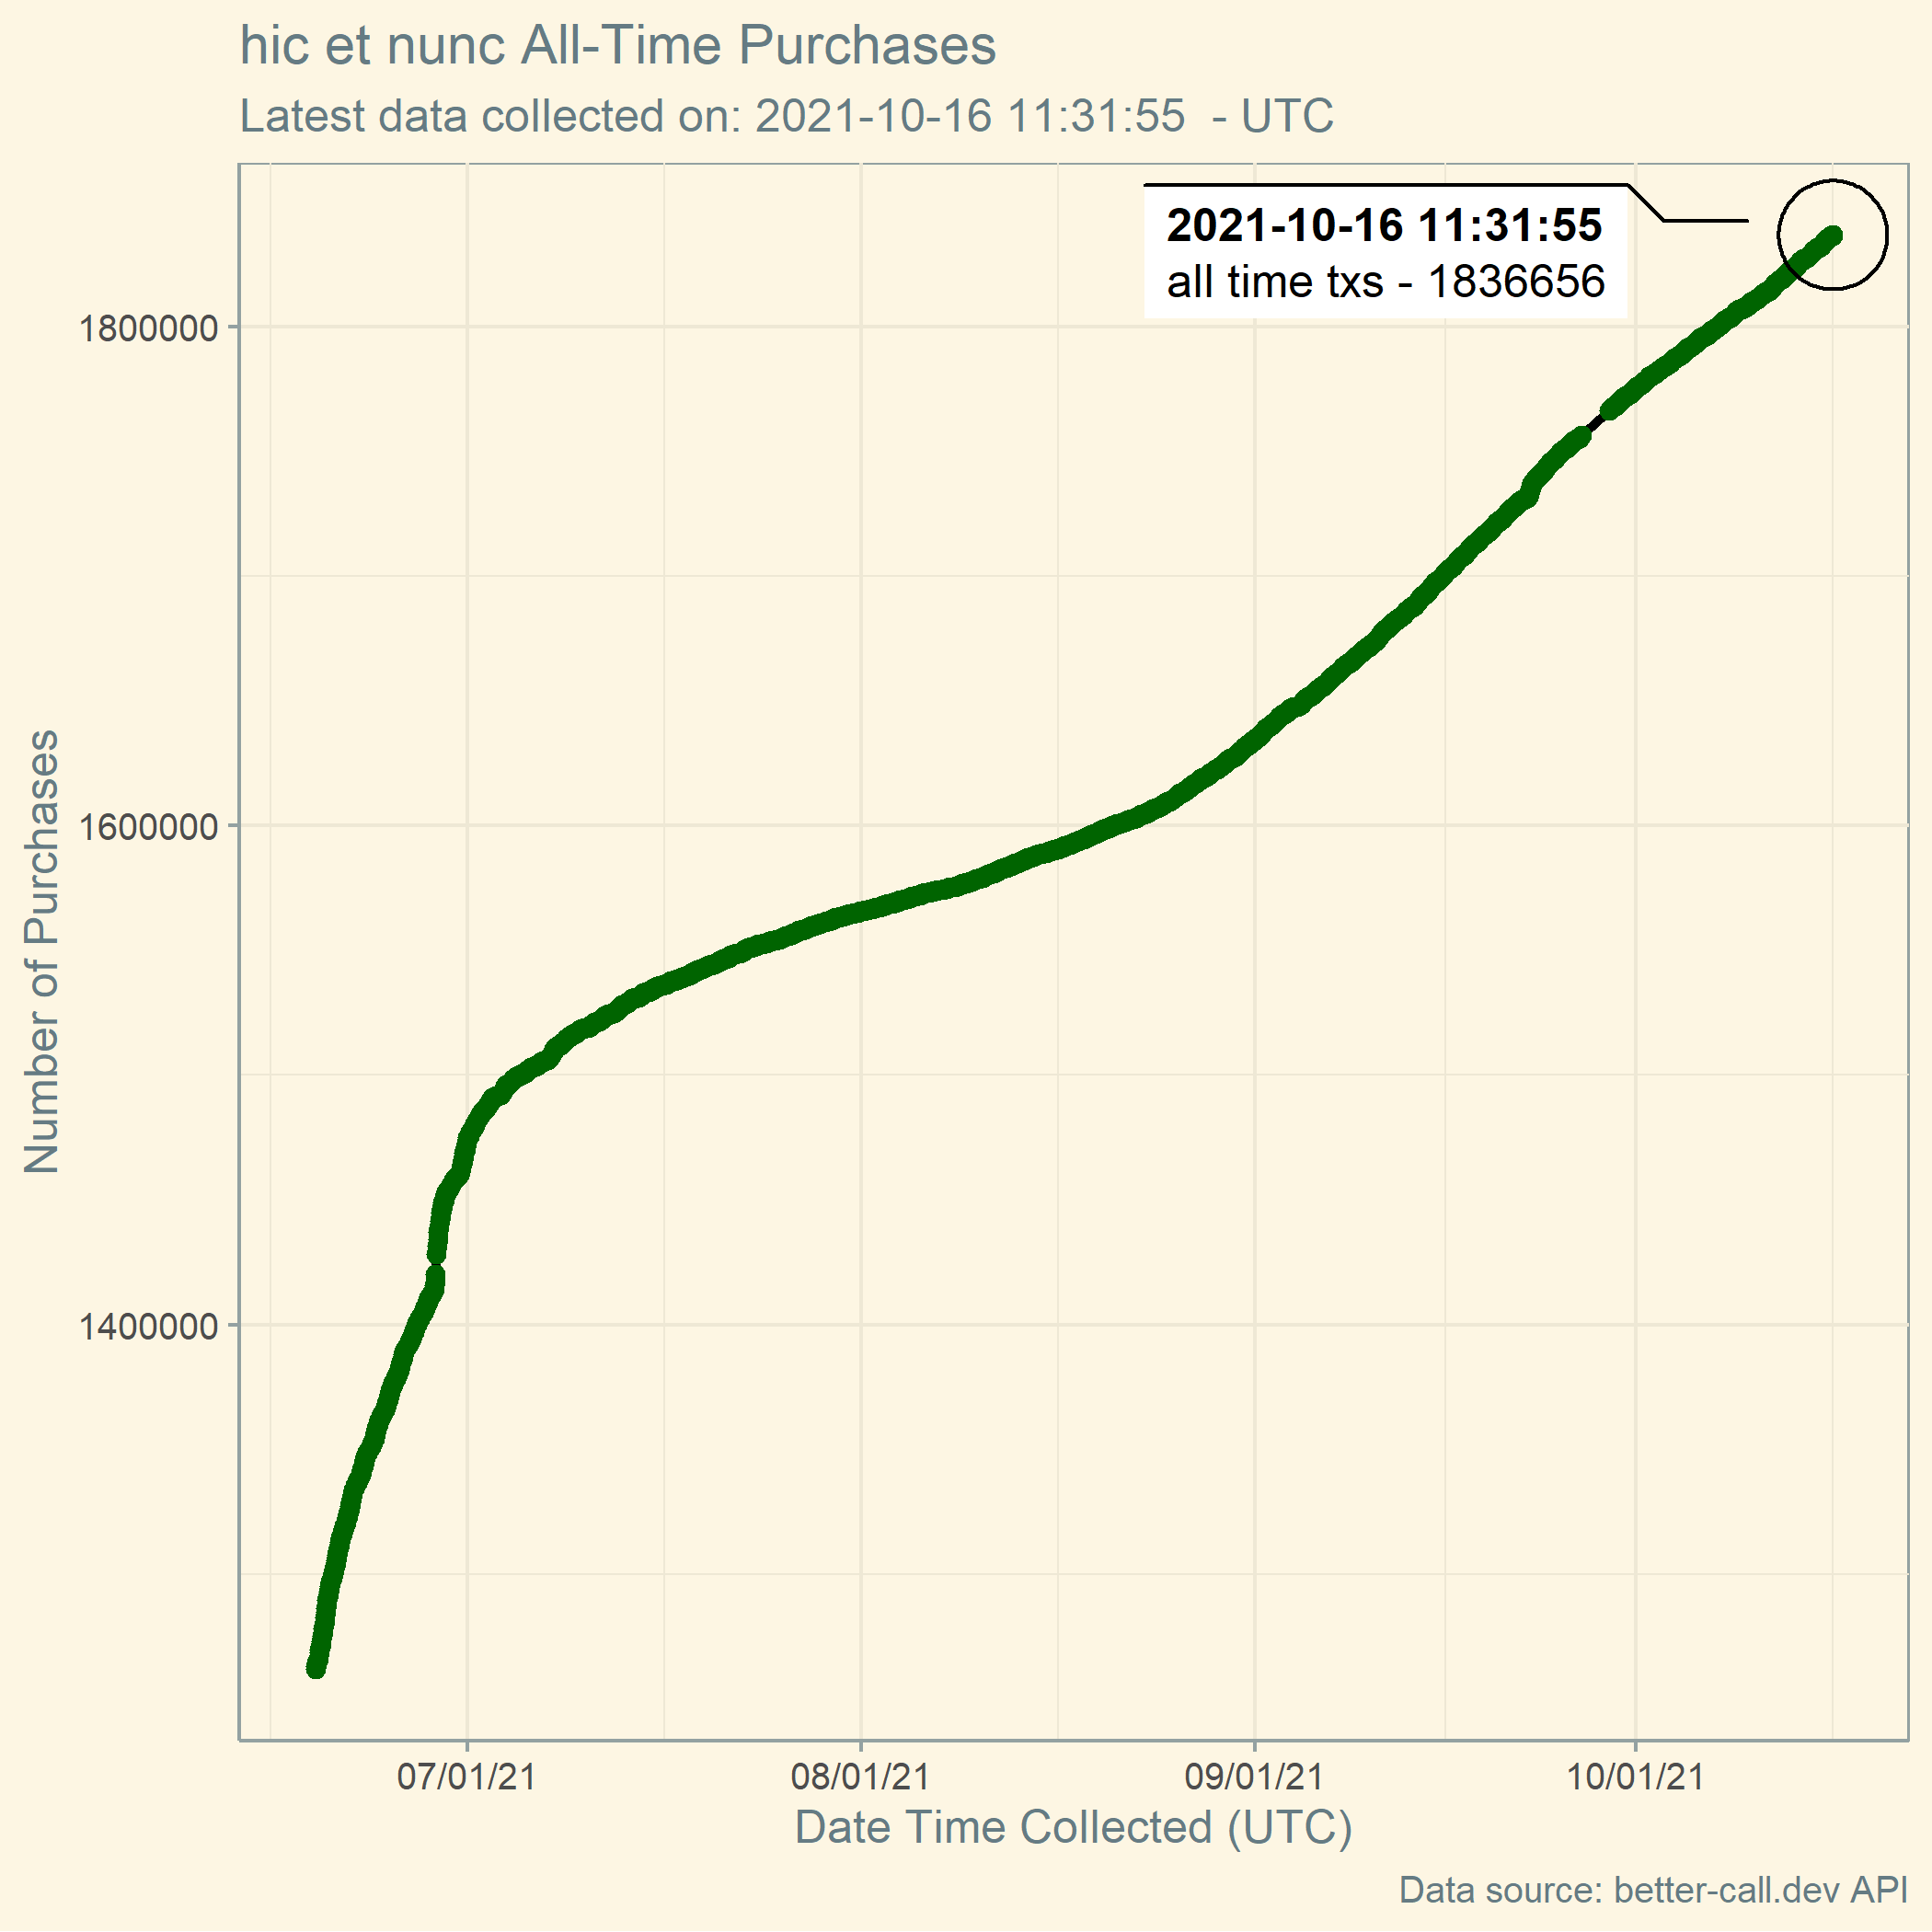 hic et nunc All-Time Purchases
Latest data collected on: 2021-10-16 11:31:55  - UTC
2021-10-16 11:31:55
all time txs - 1836656
1800000
1600000
1400000
Number of Purchases
07/01/21
08/01/21
09/01/21
10/01/21
Date Time Collected (UTC)
Data source: better-call.dev API